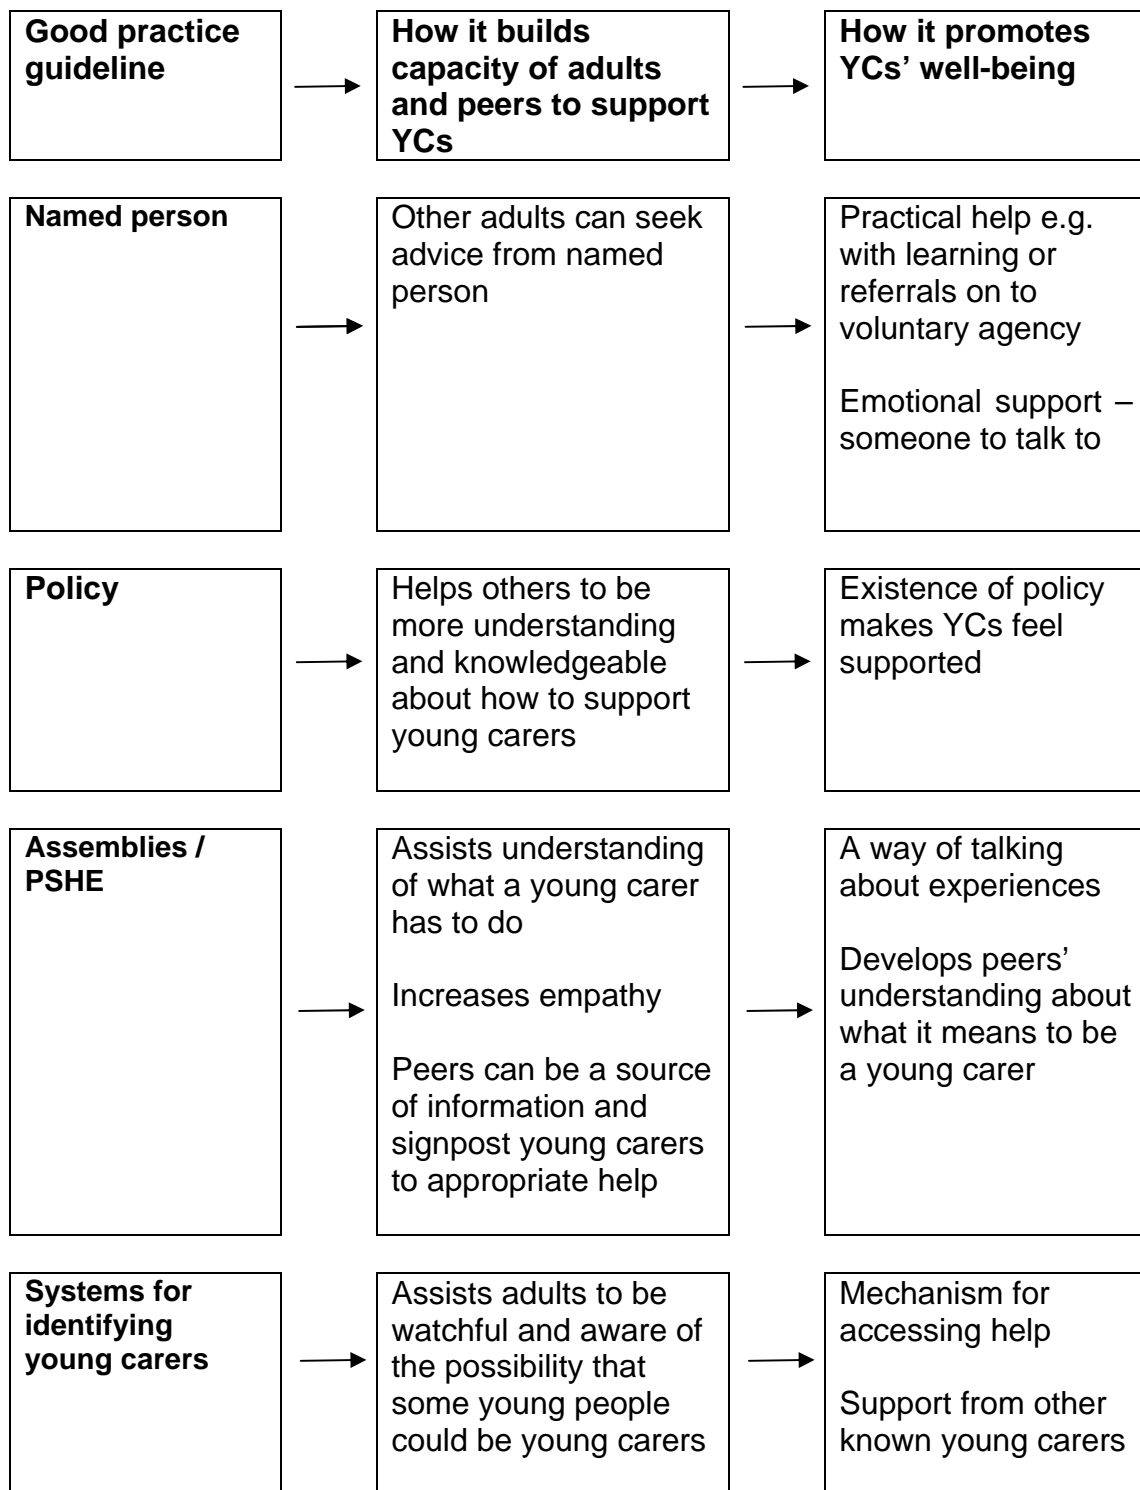 Good practice
guideline
How it builds
capacity of adults
and peers to support
YCs
How it promotes
YCs’ well-being
Named person
Other adults can seek
advice from named
person
Practical help e.g.
with learning or
referrals on to
voluntary agency
Emotional support –
someone to talk to
Policy
Helps others to be
more understanding
and knowledgeable
about how to support
young carers
Existence of policy
makes YCs feel
supported
Assemblies /
PSHE
Assists understanding
of what a young carer
has to do
Increases empathy
Peers can be a source
of information and
signpost young carers
to appropriate help
A way of talking
about experiences
Develops peers’
understanding about
what it means to be
a young carer
Systems for
identifying
young carers
Assists adults to be
watchful and aware of
the possibility that
some young people
could be young carers
Mechanism for
accessing help
Support from other
known young carers